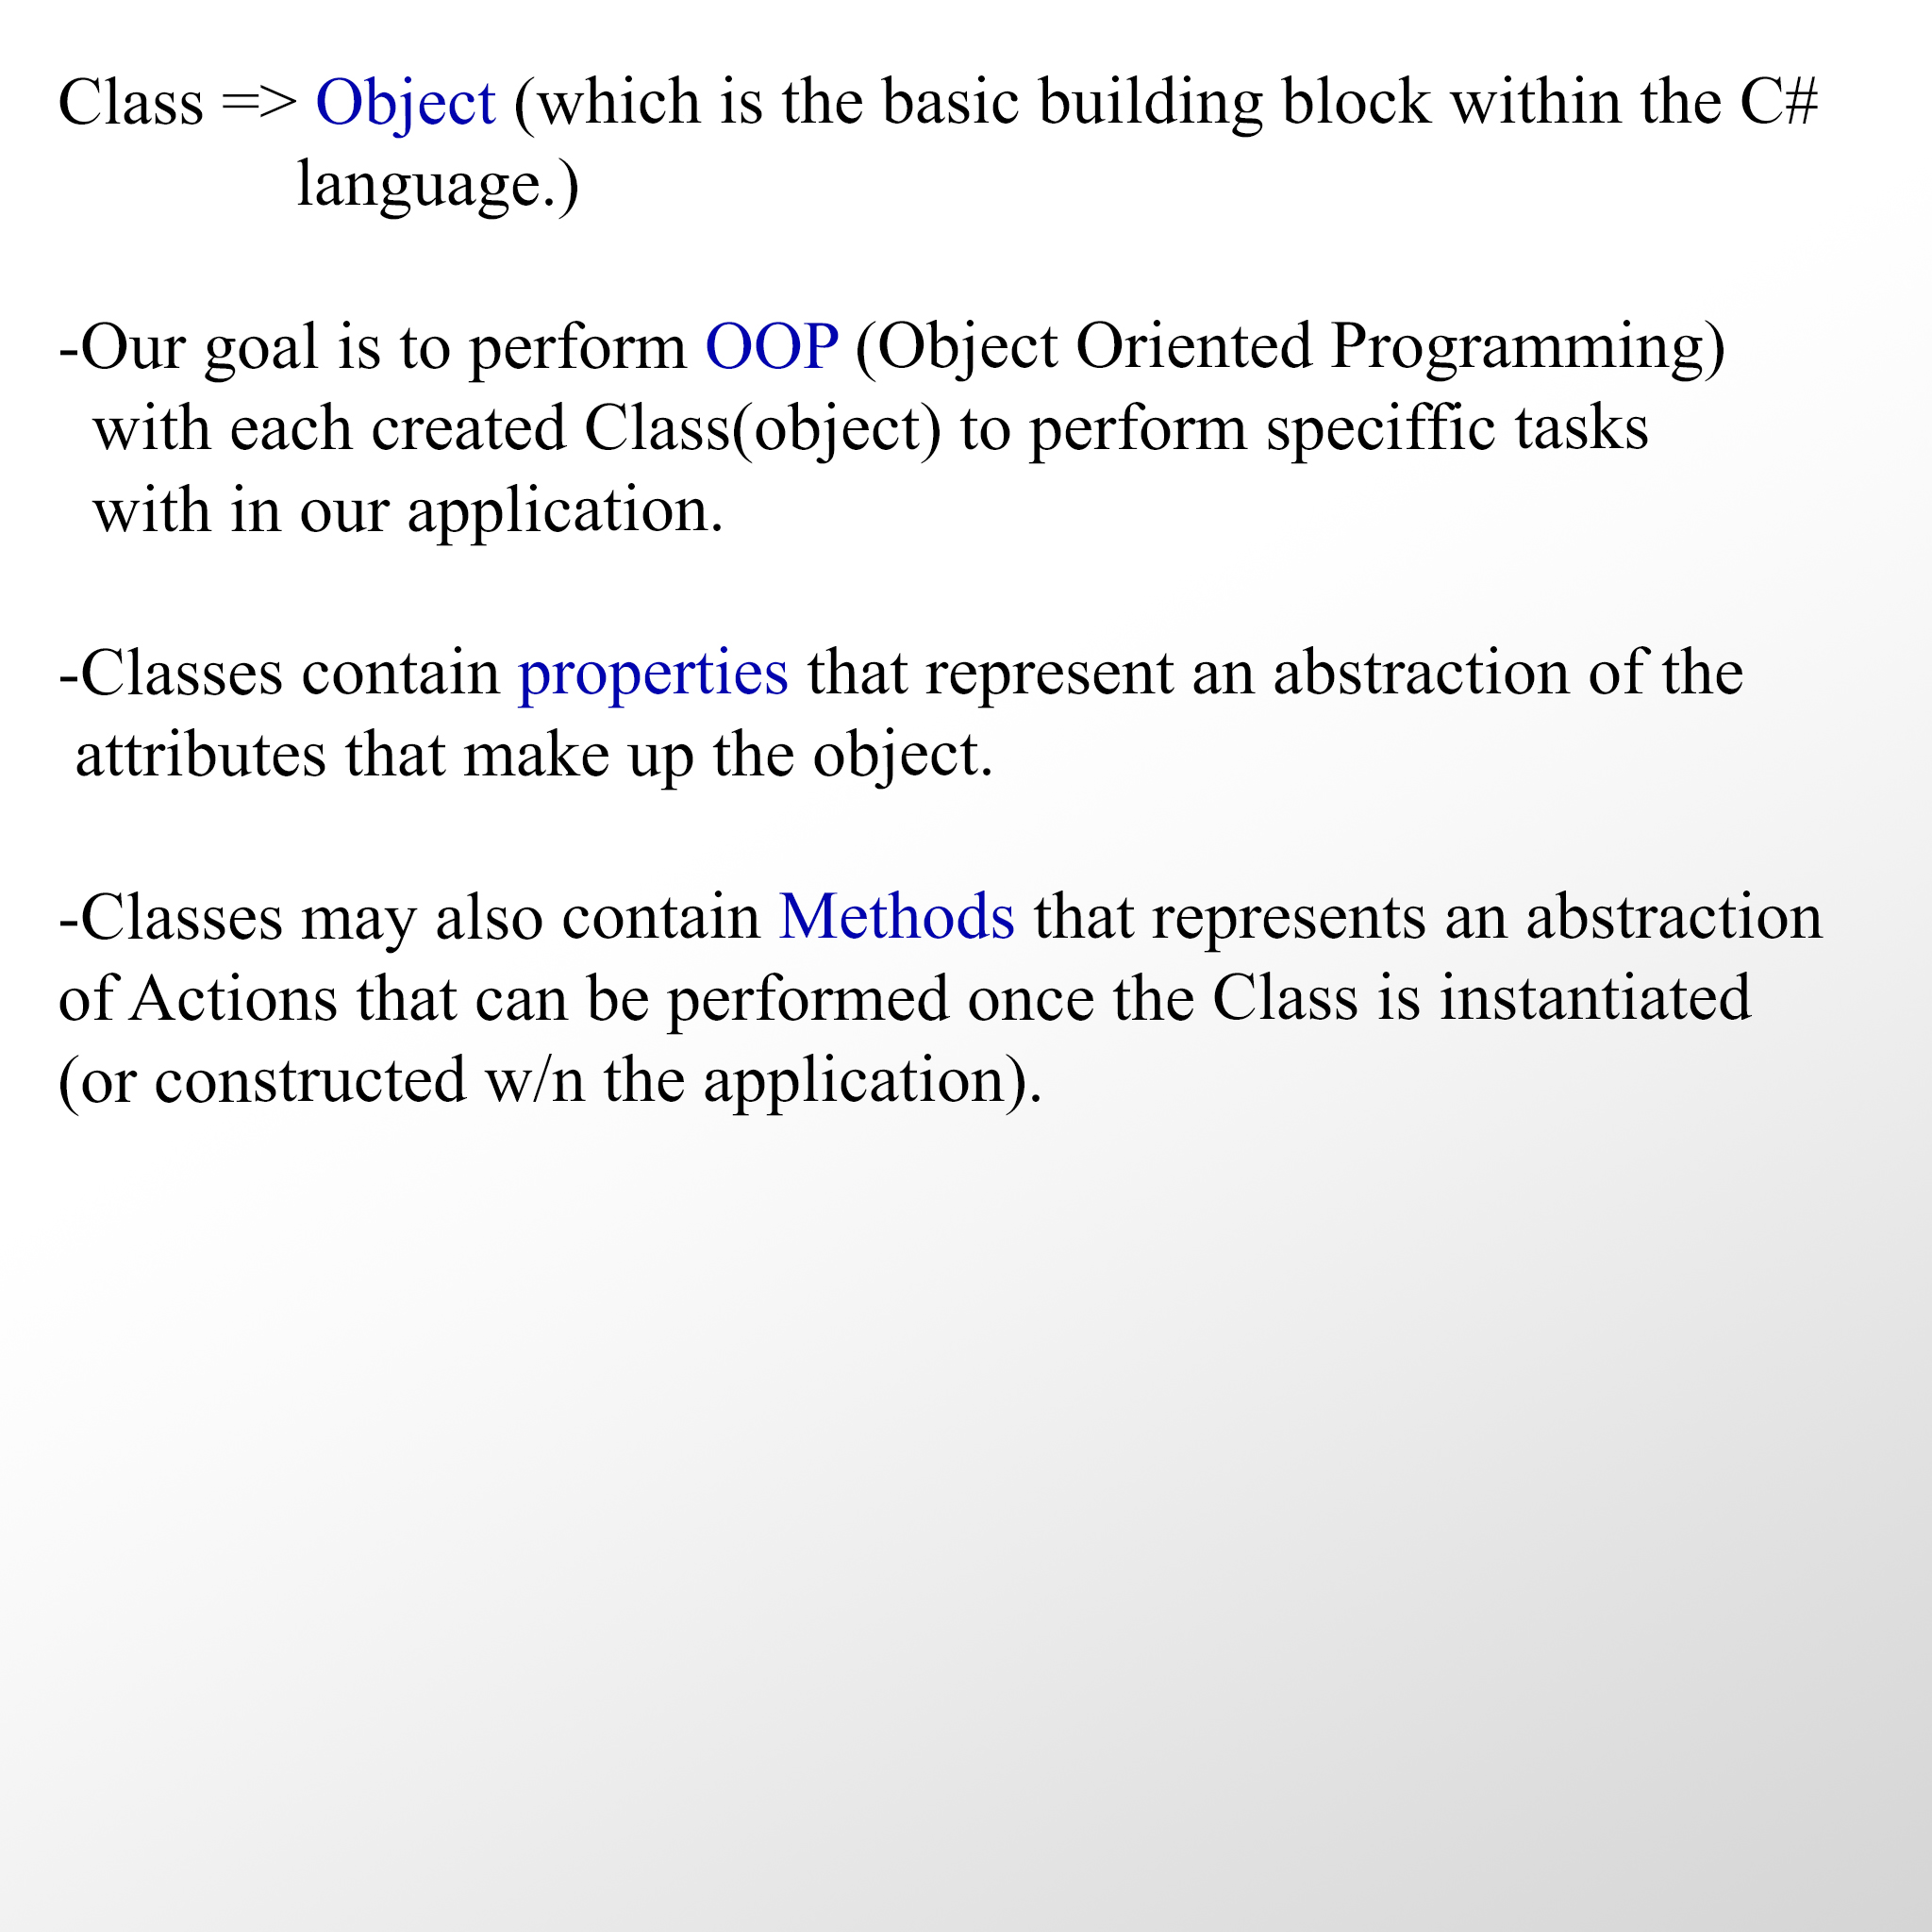 Class => Object (which is the basic building block within the C#
language.)
-Our goal is to perform OOP (Object Oriented Programming)
with each created Class(object) to perform speciffic tasks
with in our application.
-Classes contain properties that represent an abstraction of the
attributes that make up the object.
-Classes may also contain Methods that represents an abstraction
of Actions that can be performed once the Class is instantiated
(or constructed w/n the application).